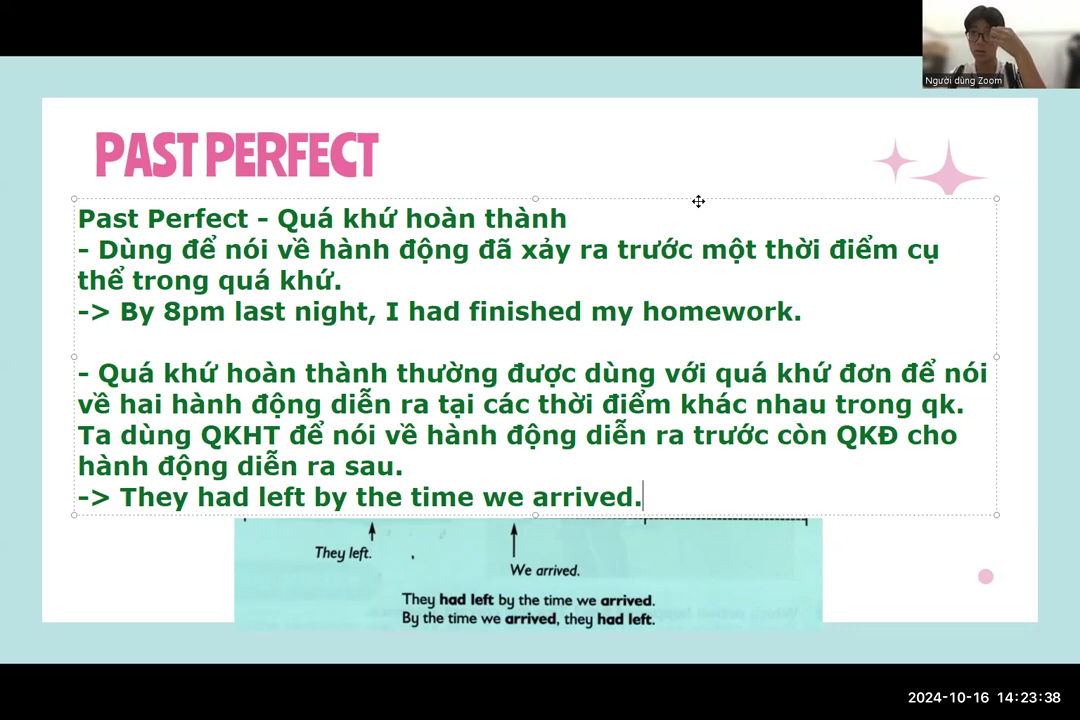 Người dùng Zoom
PAST PERFECT
Past Perfect - Quá khứ hoàn thành
- Dùng để nói về hành động đã xảy ra trước một thời điểm cụ
thể trong quá khứ.
-> By 8pm last night, I had finished my homework.
- Quá khứ hoàn thành thường được dùng với quá khứ đơn để nói
về hai hành động diễn ra tại các thời điểm khác nhau trong qk.
Ta dùng QKHT để nói về hành động diễn ra trước còn QKĐ cho
hành động diễn ra sau.
-> They had left by the time we arrived.
They left.
We arrived.
They had left by the time we arrived.
By the time we arrived, they had left.
2024-10-16 14:23:38